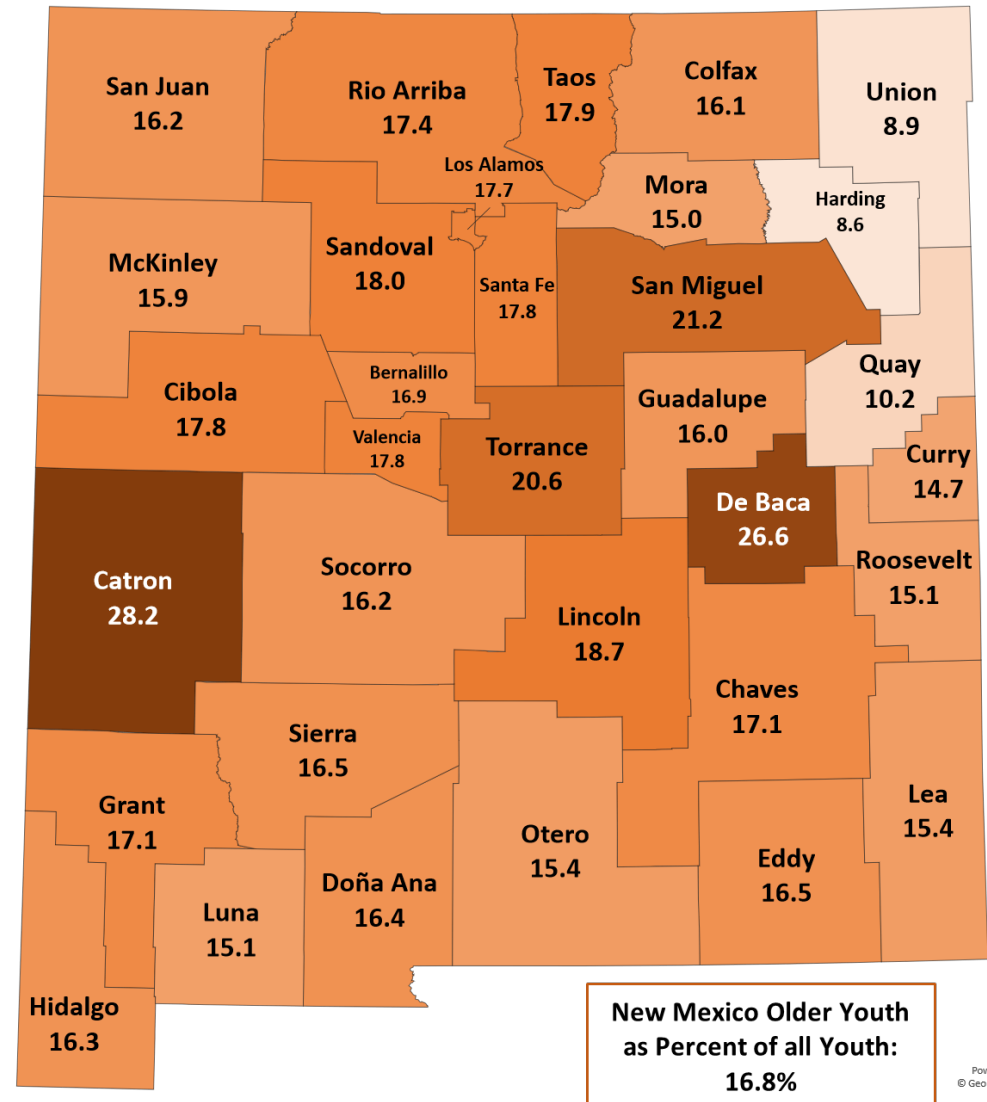 San Juan
16.2
Rio Arriba
17.4
Taos
17.9
Colfax
16.1
Union
8.9
Los Alamos
17.7
Mora
15.0
Harding
8.6
McKinley
15.9
Sandoval
18.0
Santa Fe
17.8
San Miguel
21.2
Cibola
17.8
Bernalillo
16.9
Valencia
17.8
Torrance
20.6
Guadalupe
16.0
Quay
10.2
Curry
14.7
De Baca
26.6
Roosevelt
15.1
Catron
28.2
Socorro
16.2
Lincoln
18.7
Chaves
17.1
Sierra
16.5
Grant
17.1
Otero
15.4
Lea
15.4
Eddy
16.5
Doña Ana
16.4
Luna
15.1
Hidalgo
16.3
New Mexico Older Youth
as Percent of all Youth:
16.8%
Pow
© Geo